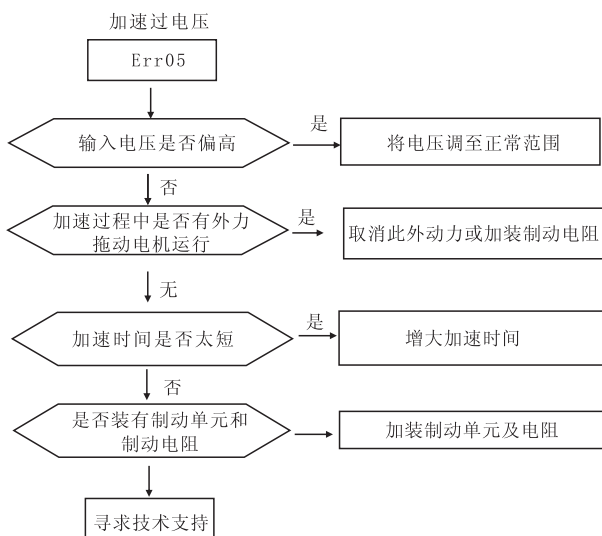 加速过电压
Err05
输入电压是否偏高
是
将电压调至正常范围
否
加速过程中是否有外力
拖动电机运行
是
取消此外动力或加装制动电阻
无
加速时间是否太短
是
增大加速时间
否
是否装有制动单元和
制动电阻
加装制动单元及电阻
寻求技术支持